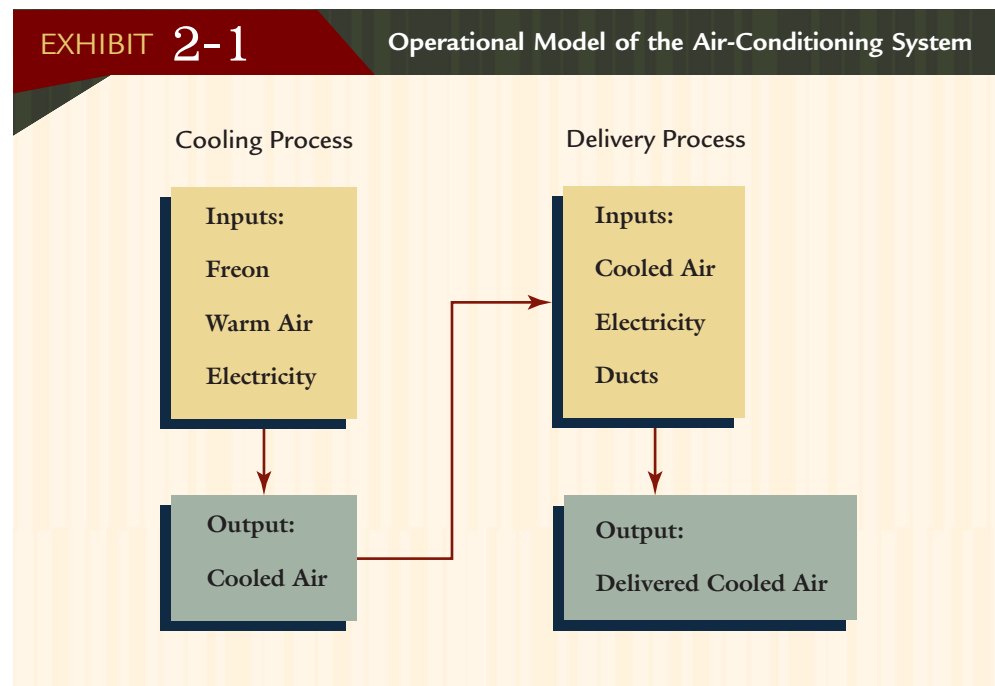 EXHIBIT 2-1
Operational Model of the Air-Conditioning System
Cooling Process
Inputs:
Freon
Warm Air
Electricity
Output:
Cooled Air
Delivery Process
Inputs:
Cooled Air
Electricity
Ducts
Output:
Delivered Cooled Air